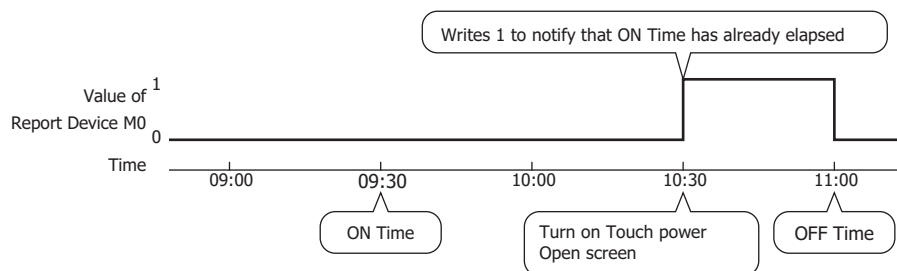 Writes 1 to notify that ON Time has already elapsed
Value of 1
Report Device M0 0
Time
09:00 09:30 10:00 10:30 11:00
ON Time
Turn on Touch power
Open screen
OFF Time